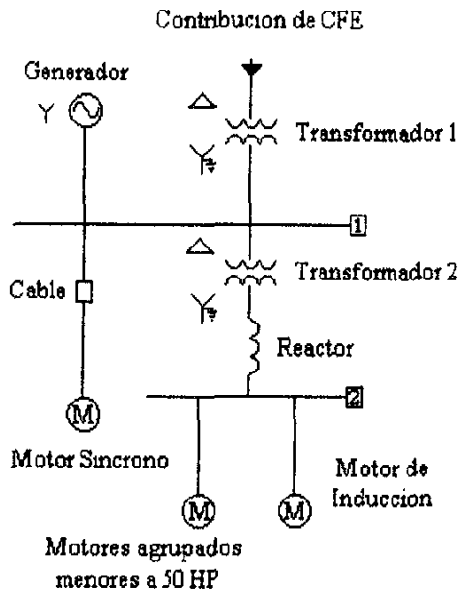 Contribucion de CFE
Generador
Transformador 1
1
Transformador 2
Cable
Reactor
2
M
Motor Sincrono
Motor de
Induccion
M
M
Motores agrupados
menores a 50 HP